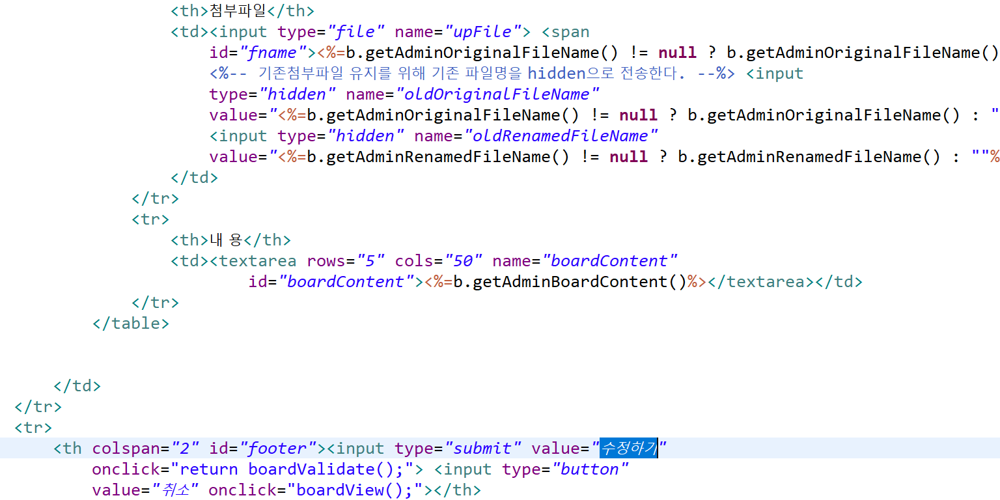 <th>첨부파일</th>
<td><input type="file" name="upFile"> <span
id="fname"><%=b.getAdminOriginalFileName() != null ? b.getAdminOriginalFileName()
<%-- 기존첨부파일 유지를 위해 기존 파일명을 hidden으로 전송한다. --%> <input
type="hidden" name="oldOriginalFileName"
value="<%=b.getAdminOriginalFileName() != null ? b.getAdminOriginalFileName() : "
<input type="hidden" name="oldRenamedFileName"
value="<%=b.getAdminRenamedFileName() != null ? b.getAdminRenamedFileName() : ""%
</td>
</tr>
<tr>
<th>내 용</th>
<td><textarea rows="5" cols="50" name="boardContent"
id="boardContent"><%=b.getAdminBoardContent()%></textarea></td>
</tr>
</table>
</td>
</tr>
<tr>
<th colspan="2" id="footer"><input type="submit" value="수정하기"
onclick="return boardValidate();"> <input type="button"
value="취소" onclick="boardView();"></th>